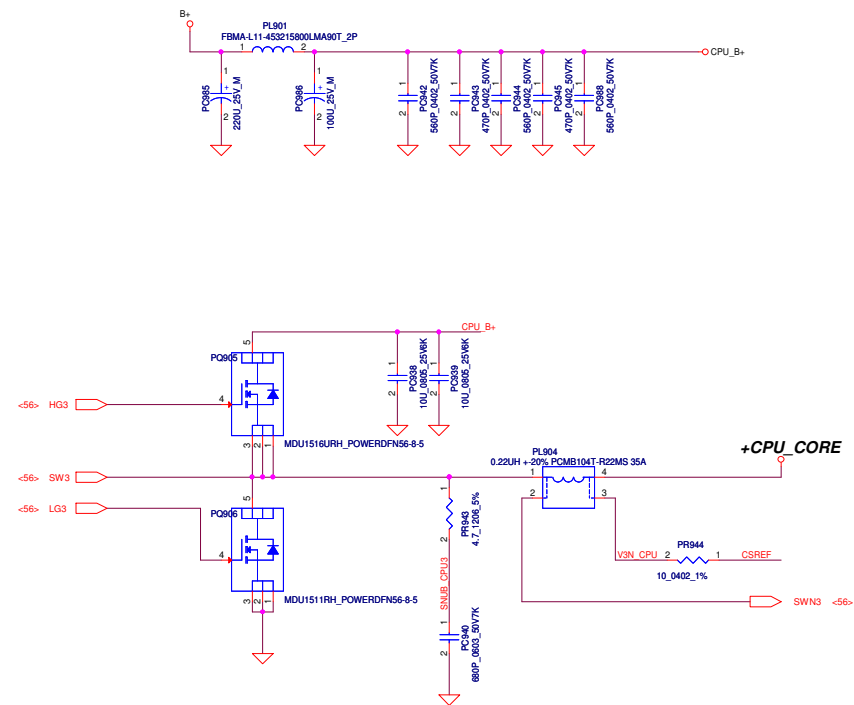 B+
PL901
FBMA-L11-453215800LMA90T_2P
1 2
CPU_B+
1
+
2
PC985
220U_25V_M
1
+
2
PC986
100U_25V_M
1
2
PC942
560P_0402_50V7K
1
2
PC943
470P_0402_50V7K
1
2
PC944
560P_0402_50V7K
1
2
PC945
470P_0402_50V7K
1
2
PC988
560P_0402_50V7K
CPU_B+
5
PQ905
4
3 2 1
MDU1516URH_POWERDFN56-8-5
1
2
PC938
10U_0805_25V6K
1
2
PC939
10U_0805_25V6K
<56> HG3
+CPU_CORE
PL904
0.22UH +-20% PCMB104T-R22MS 35A
1 4
2 3
<56> SW3
<56> LG3
5
PQ906
4
3 2 1
MDU1511RH_POWERDFN56-8-5
1
2
PR943
4.7_1206_5%
SNUB_CPU3
1
2
PC940
680P_0603_50V7K
PR944
V3N_CPU 2 1 CSREF
10_0402_1%
SWN3 <56>